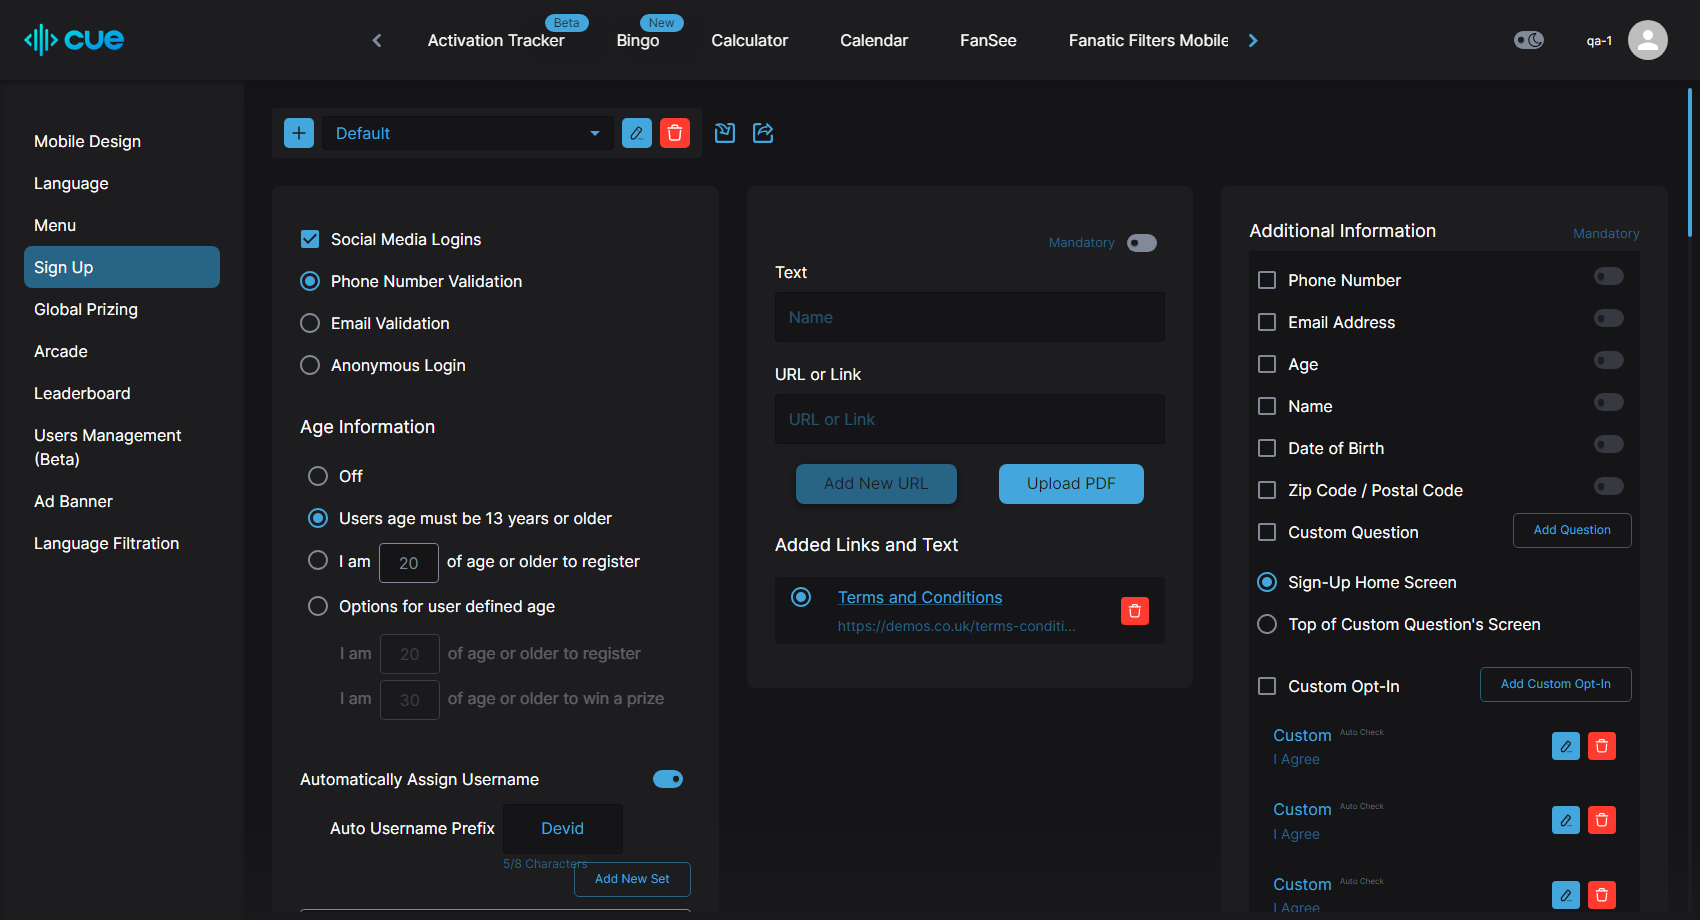 cue
Activation Tracker
Beta
Bingo
New
Calculator
Calendar
FanSee
Fanatic Filters Mobile
qa-1
Mobile Design
Language
Menu
Sign Up
Global Prizing
Arcade
Leaderboard
Users Management
(Beta)
Ad Banner
Language Filtration
Default
Social Media Logins
Phone Number Validation
Email Validation
Anonymous Login
Age Information
Off
Users age must be 13 years or older
I am 20 of age or older to register
Options for user defined age
I am 20 of age or older to register
I am 30 of age or older to win a prize
Automatically Assign Username
Auto Username Prefix Devid
5/8 Characters
Add New Set
Mandatory
Text
Name
URL or Link
URL or Link
Add New URL Upload PDF
Added Links and Text
Terms and Conditions
https://demos.co.uk/terms-conditi...
Additional Information Mandatory
Phone Number
Email Address
Age
Name
Date of Birth
Zip Code / Postal Code
Custom Question Add Question
Sign-Up Home Screen
Top of Custom Question's Screen
Custom Opt-In Add Custom Opt-In
Custom Auto Check
I Agree
Custom Auto Check
I Agree
Custom Auto Check
I Agree